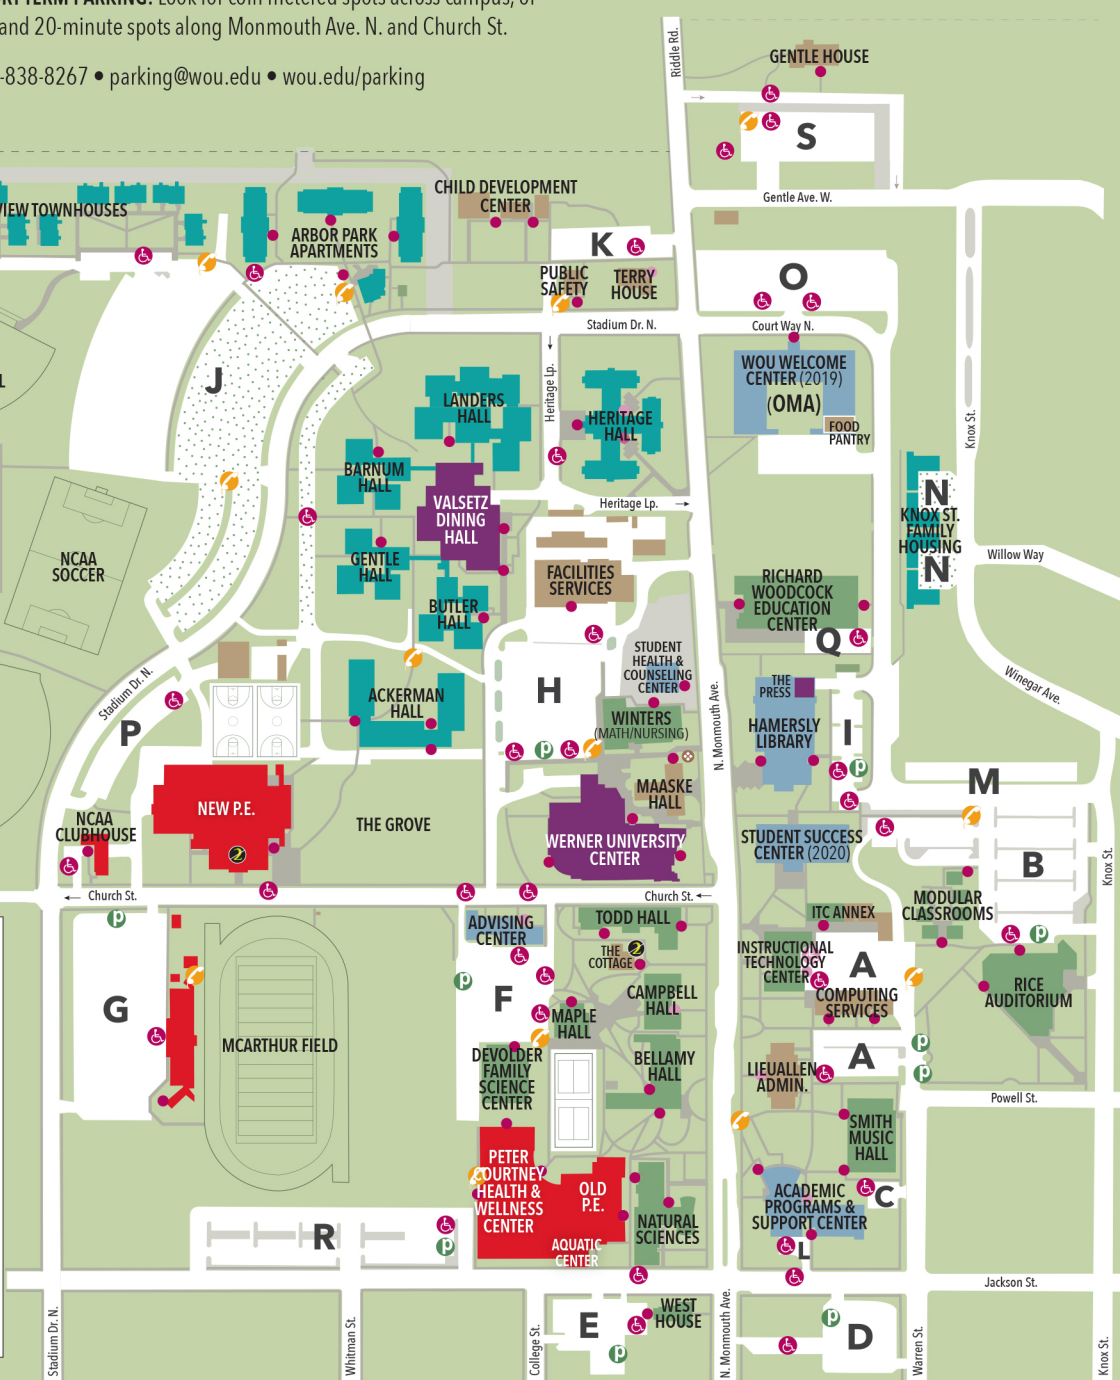 and 20-minute spots along Monmouth Ave. N. and Church St.
-838-8267 • parking@wou.edu • wou.edu/parking
Riddle Rd.
GENTLE HOUSE
S
Gentle Ave. W.
VIEW TOWNHOUSES
ARBOR PARK
APARTMENTS
CHILD DEVELOPMENT
CENTER
K
PUBLIC
SAFETY
TERRY
HOUSE
O
Stadium Dr. N.
Court Way N.
J
Heritage Lp.
LANDERS
HALL
HERITAGE
HALL
WOU WELCOME
CENTER (2019)
(OMA)
FOOD
PANTRY
Knox St.
BARNUM
HALL
VALSETZ
DINING
HALL
Heritage Lp.
N
KNOX ST.
FAMILY
HOUSING
N
Willow Way
NCAA
SOCCER
GENTLE
HALL
FACILITIES
SERVICES
BUTLER
HALL
RICHARD
WOODCOCK
EDUCATION
CENTER
Q
STUDENT
HEALTH &
COUNSELING
CENTER
Stadium Dr. N.
P
ACKERMAN
HALL
H
WINTERS
(MATH/NURSING)
N. Monmouth Ave.
THE
PRESS
HAMERSLY
LIBRARY
I
Winegar Ave.
M
NEW P.E.
NCAA
CLUBHOUSE
THE GROVE
MAASKE
HALL
WERNER UNIVERSITY
CENTER
STUDENT SUCCESS
CENTER (2020)
B
Knox St.
Church St.
Church St.
MODULAR
CLASSROOMS
ADVISING
CENTER
TODD HALL
THE
COTTAGE
ITC ANNEX
INSTRUCTIONAL
TECHNOLOGY
CENTER
A
COMPUTING
SERVICES
RICE
AUDITORIUM
G
F
MAPLE
HALL
CAMPBELL
HALL
MCARTHUR FIELD
DEVOLDER
FAMILY
SCIENCE
CENTER
BELLAMY
HALL
LIEUALLEN
ADMIN.
A
Powell St.
SMITH
MUSIC
HALL
PETER
COURTNEY
HEALTH &
WELLNESS
CENTER
OLD
P.E.
AQUATIC
CENTER
NATURAL
SCIENCES
ACADEMIC
PROGRAMS &
SUPPORT CENTER
C
L
R
Jackson St.
Stadium Dr. N.
Whitman St.
College St.
E
WEST
HOUSE
N. Monmouth Ave.
D
Warren St.
Knox St.